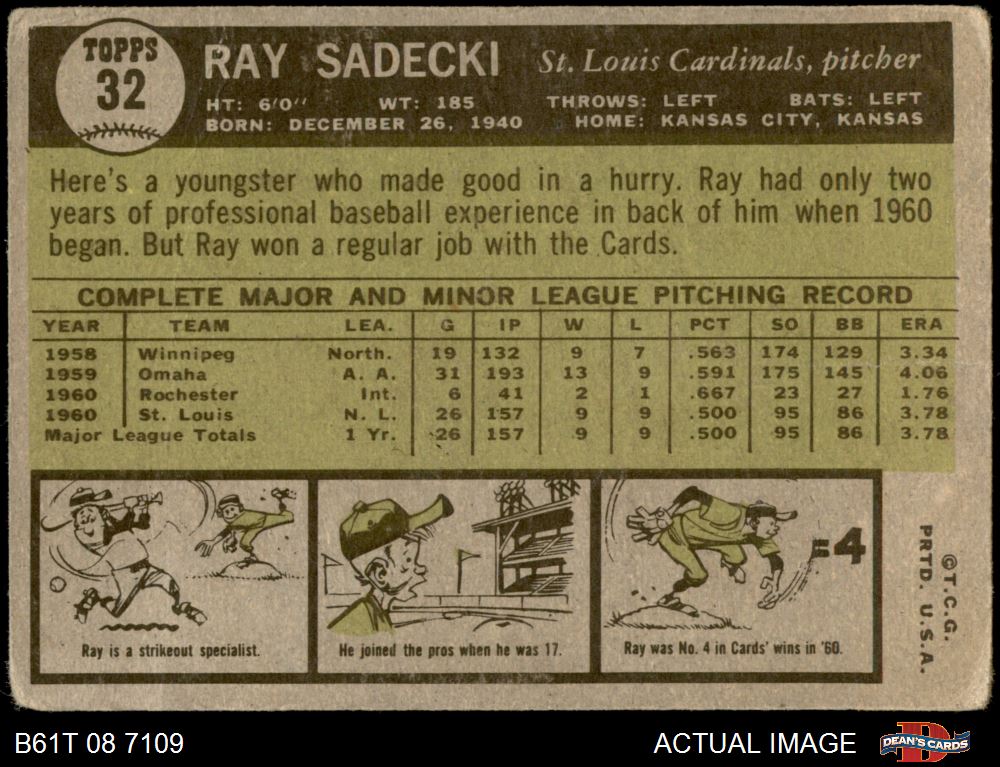 TOPPS
32
RAY SADECKI St. Louis Cardinals, pitcher
HT: 6'0" WT: 185 THROWS: LEFT BATS: LEFT
BORN: DECEMBER 26, 1940 HOME: KANSAS CITY, KANSAS
Here's a youngster who made good in a hurry. Ray had only two
years of professional baseball experience in back of him when 1960
began. But Ray won a regular job with the Cards.
COMPLETE MAJOR AND MINOR LEAGUE PITCHING RECORD
YEAR TEAM LEA. G IP W L PCT SO BB ERA
1958 Winnipeg North. 19 132 9 7 .563 174 129 3.34
1959 Omaha A. A. 31 193 13 9 .591 175 145 4.06
1960 Rochester Int. 6 41 2 1 .667 23 27 1.76
1960 St. Louis N. L. 26 157 9 9 .500 95 86 3.78
Major League Totals 1 Yr. 26 157 9 9 .500 95 86 3.78
Ray is a strikeout specialist.
He joined the pros when he was 17.
4
Ray was No. 4 in Cards' wins in '60.
©T.C.G.
PRTD. U.S.A.
B61T 08 7109 ACTUAL IMAGE
DEAN'S CARDS